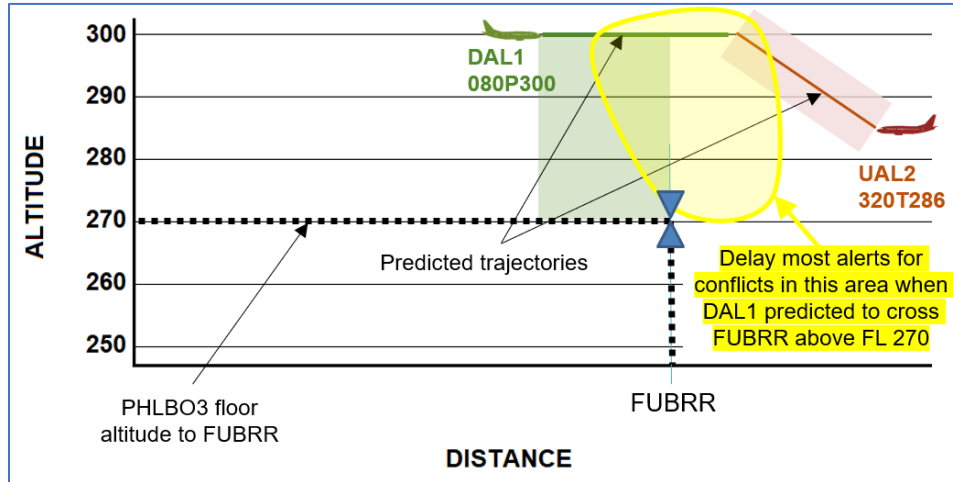 ALTITUDE
300
290
280
270
260
250
DAL1
080P300
UAL2
320T286
Predicted trajectories
Delay most alerts for
conflicts in this area when
DAL1 predicted to cross
FUBRR above FL 270
PHLBO3 floor
altitude to FUBRR
FUBRR
DISTANCE